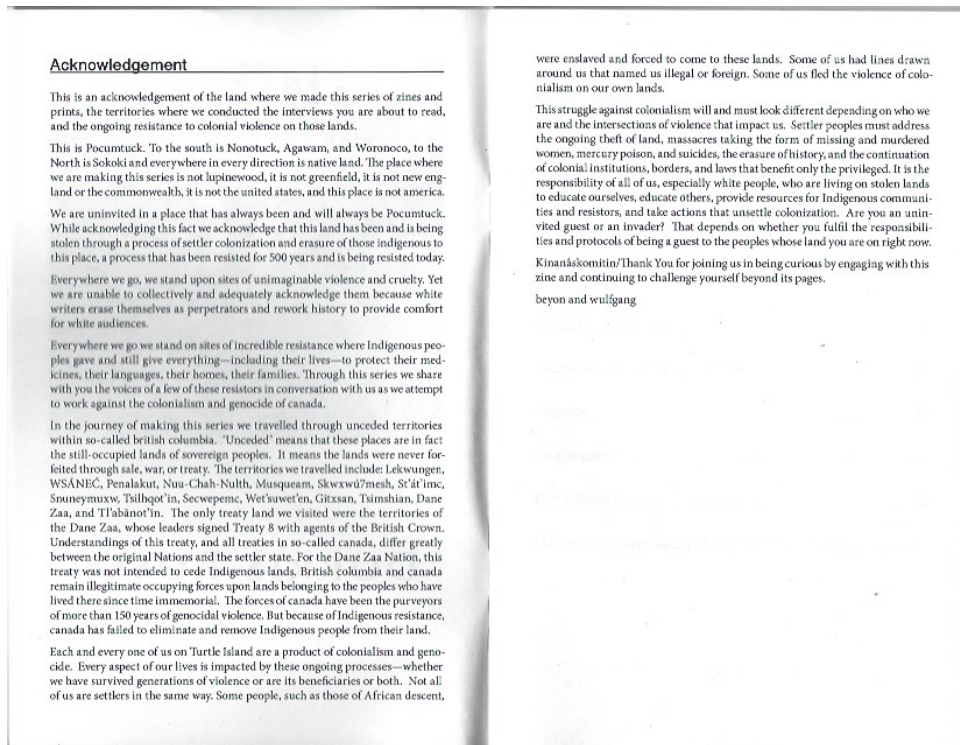 Acknowledgement
This is an acknowledgement of the land where we made this series of zines and
prints, the territories where we conducted the interviews you are about to read,
and the ongoing resistance to colonial violence on those lands.
This is Pocumtuck. To the south is Nonotuck, Agawam, and Woronoco, to the
North is Sokoki and everywhere in every direction is native land. The place where
we are making this series is not lupinewood, it is not greenfield, it is not new eng-
land or the commonwealth, it is not the united states, and this place is not america.
We are uninvited in a place that has always been and will always be Pocumtuck.
While acknowledging this fact we acknowledge that this land has been and is being
stolen through a process of settler colonization and erasure of those indigenous to
this place, a process that has been resisted for 500 years and is being resisted today.
Everywhere we go, we stand upon sites of unimaginable violence and cruelty. Yet
we are unable to collectively and adequately acknowledge them because white
writers erase themselves as perpetrators and rework history to provide comfort
for white audiences.
Everywhere we go we stand on sites of incredible resistance where Indigenous peo-
ples gave and still give everything—including their lives—to protect their med-
icines, their languages, their homes, their families. Through this series we share
with you the voices of a few of these resistors in conversation with us as we attempt
to work against the colonialism and genocide of canada.
In the journey of making this series we travelled through unceded territories
within so-called british columbia. 'Unceded' means that these places are in fact
the still-occupied lands of sovereign peoples. It means the lands were never for-
feited through sale, war, or treaty. The territories we travelled include: Lekwungen,
WSÁNEĆ, Penalakut, Nuu-Chah-Nulth, Musqueam, Skwxwú7mesh, St'át'imc,
Snuneymuxw, Tsilhqot'in, Secwepemc, Wet'suwet'en, Gitxsan, Tsimshian, Dane
Zaa, and Tl'abānot'in. The only treaty land we visited were the territories of
the Dane Zaa, whose leaders signed Treaty 8 with agents of the British Crown.
Understandings of this treaty, and all treaties in so-called canada, differ greatly
between the original Nations and the settler state. For the Dane Zaa Nation, this
treaty was not intended to cede Indigenous lands. British columbia and canada
remain illegitimate occupying forces upon lands belonging to the peoples who have
lived there since time immemorial. The forces of canada have been the purveyors
of more than 150 years of genocidal violence. But because of Indigenous resistance,
canada has failed to eliminate and remove Indigenous people from their land.
Each and every one of us on Turtle Island are a product of colonialism and geno-
cide. Every aspect of our lives is impacted by these ongoing processes—whether
we have survived generations of violence or are its beneficiaries or both. Not all
of us are settlers in the same way. Some people, such as those of African descent,
were enslaved and forced to come to these lands. Some of us had lines drawn
around us that named us illegal or foreign. Some of us fled the violence of colo-
nialism on our own lands.
This struggle against colonialism will and must look different depending on who we
are and the intersections of violence that impact us. Settler peoples must address
the ongoing theft of land, massacres taking the form of missing and murdered
women, mercury poison, and suicides, the erasure of history, and the continuation
of colonial institutions, borders, and laws that benefit only the privileged. It is the
responsibility of all of us, especially white people, who are living on stolen lands
to educate ourselves, educate others, provide resources for Indigenous communi-
ties and resistors, and take actions that unsettle colonization. Are you an unin-
vited guest or an invader? That depends on whether you fulfil the responsibili-
ties and protocols of being a guest to the peoples whose land you are on right now.
Kinanâskomitin/Thank You for joining us in being curious by engaging with this
zine and continuing to challenge yourself beyond its pages.
beyon and wulfgang